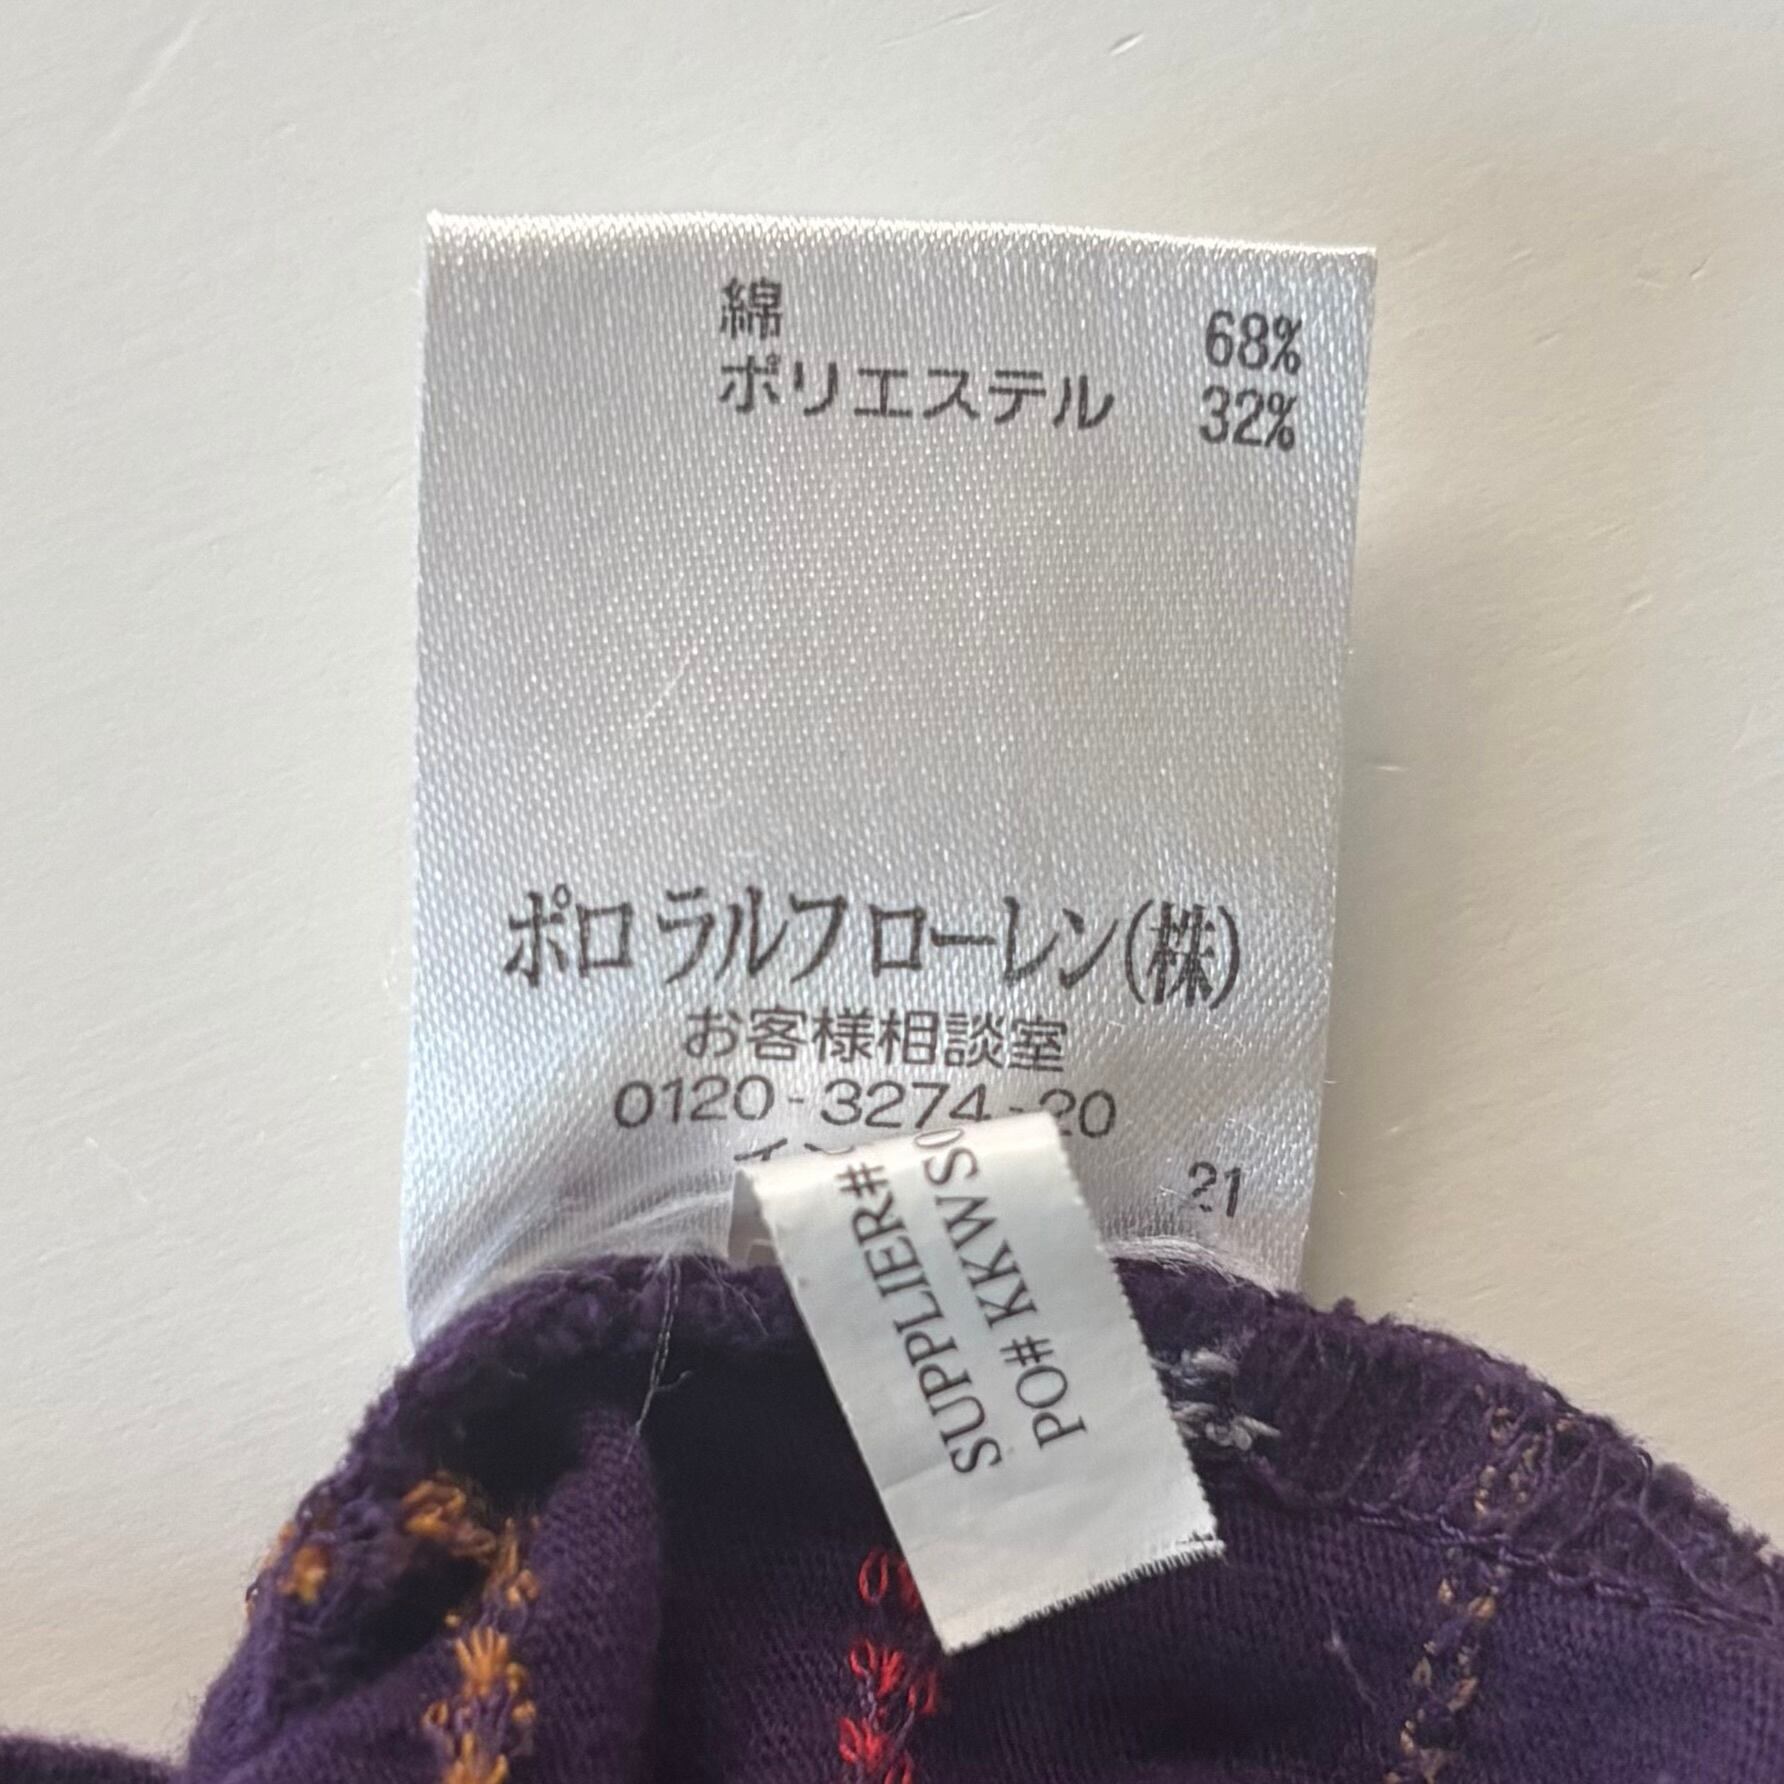 綿 68%
ポリエステル 32%
ポロ ラルフ ローレン(株)
お客様相談室
0120-3274-20
21
SUPPLIER#
PO# KKWS